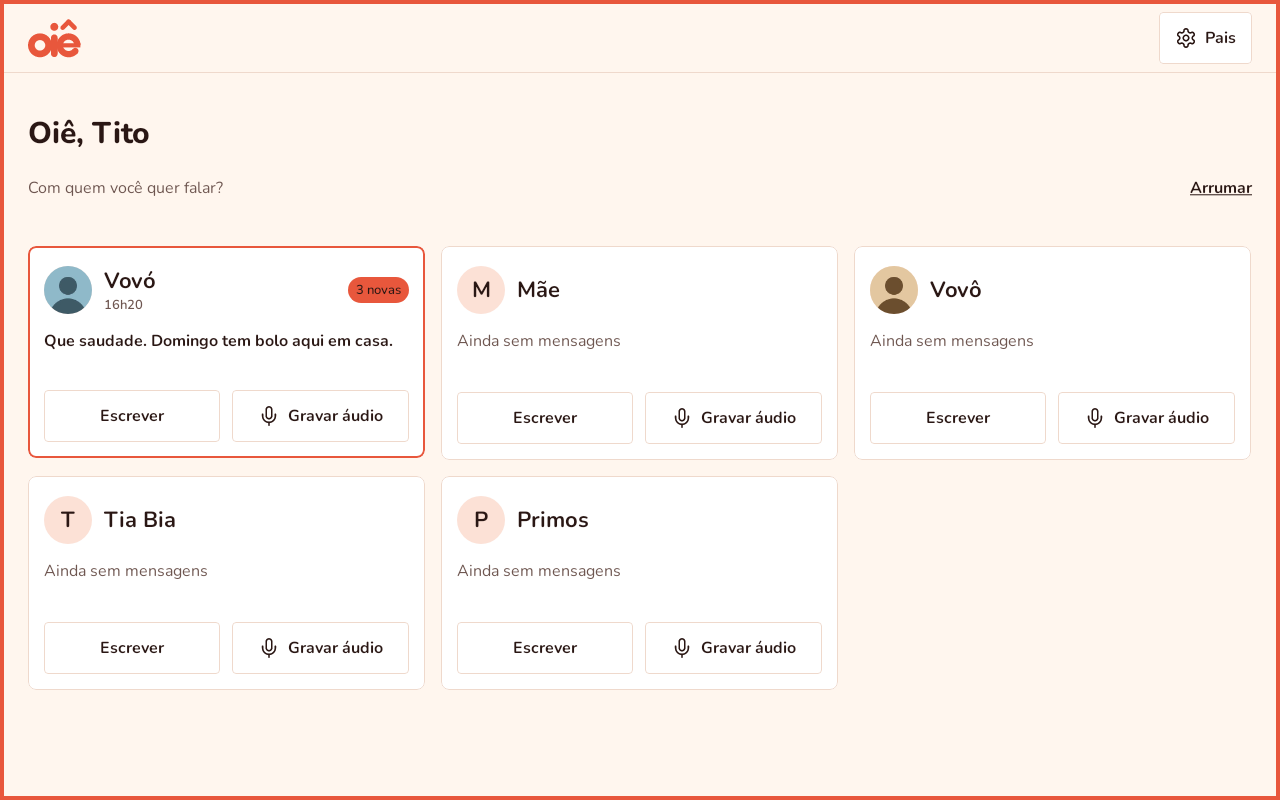 oiê
Pais
Oiê, Tito
Com quem você quer falar?
Arrumar
Vovó
16h20
3 novas
Que saudade. Domingo tem bolo aqui em casa.
Escrever
Gravar áudio
M
Mãe
Ainda sem mensagens
Escrever
Gravar áudio
Vovô
Ainda sem mensagens
Escrever
Gravar áudio
T
Tia Bia
Ainda sem mensagens
Escrever
Gravar áudio
P
Primos
Ainda sem mensagens
Escrever
Gravar áudio